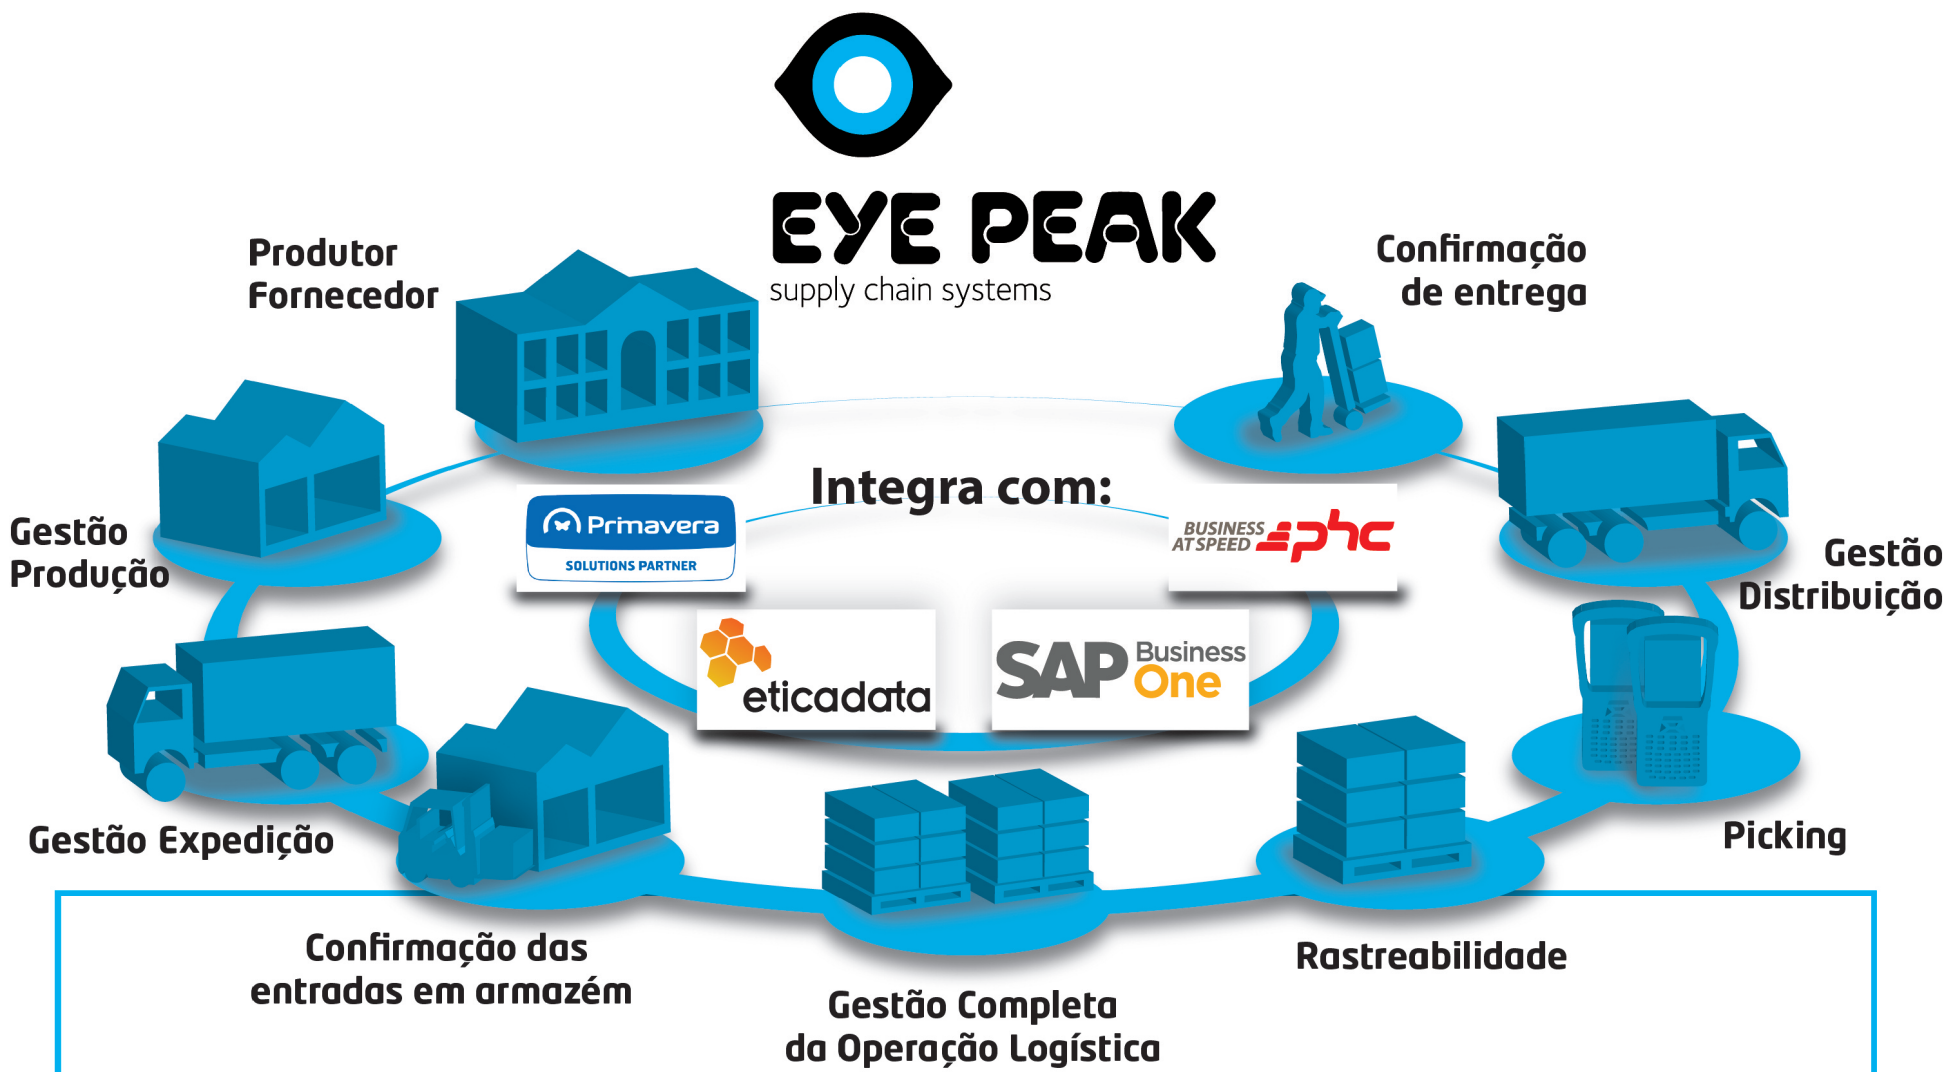 EYE PEAK
supply chain systems
Produtor
Fornecedor
Confirmação
de entrega
Integra com:
Primavera
SOLUTIONS PARTNER
BUSINESS
AT SPEED
phc
Gestão
Produção
Gestão
Distribuição
eticadata
SAP Business
One
Gestão Expedição
Picking
Confirmação das
entradas em armazém
Rastreabilidade
Gestão Completa
da Operação Logística